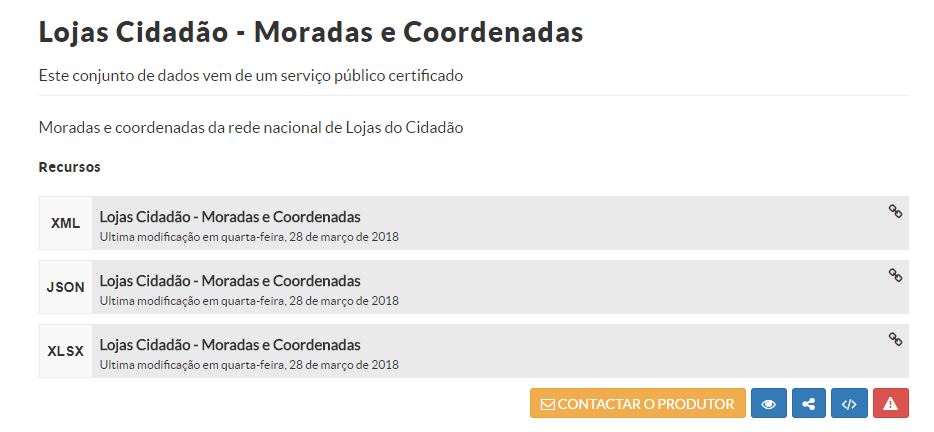 Lojas Cidadão - Moradas e Coordenadas
Este conjunto de dados vem de um serviço público certificado
Moradas e coordenadas da rede nacional de Lojas do Cidadão
Recursos
XML
Lojas Cidadão - Moradas e Coordenadas
Ultima modificação em quarta-feira, 28 de março de 2018
JSON
Lojas Cidadão - Moradas e Coordenadas
Ultima modificação em quarta-feira, 28 de março de 2018
XLSX
Lojas Cidadão - Moradas e Coordenadas
Ultima modificação em quarta-feira, 28 de março de 2018
CONTACTAR O PRODUTOR